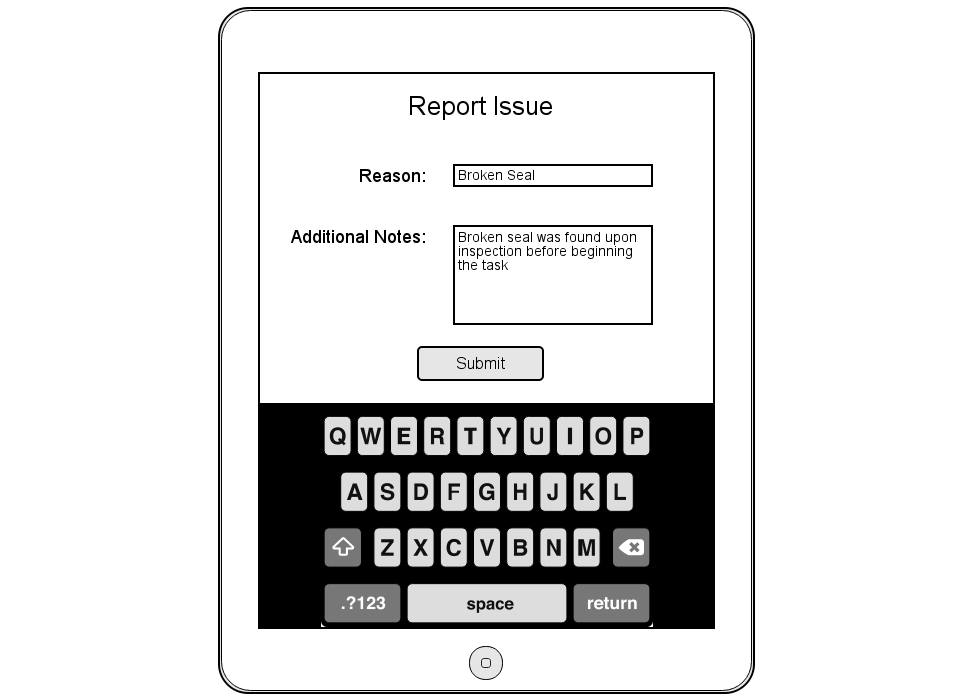 Report Issue
Reason: Broken Seal
Additional Notes: Broken seal was found upon
inspection before beginning
the task
Submit
Q W E R T Y U I O P
A S D F G H J K L
Z X C V B N M
.?123 space return